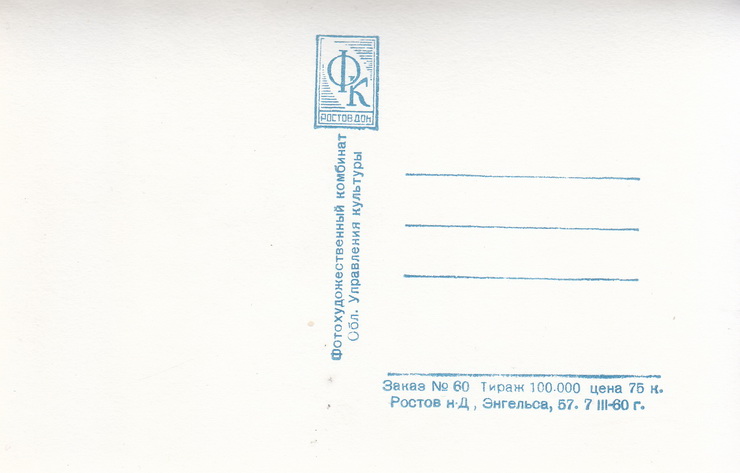 ФК
РОСТОВ ДОН
Фотохудожественный комбинат
Обл. Управления культуры
Заказ № 60 Тираж 100.000 цена 75 к.
Ростов н-Д, Энгельса, 57. 7 III-60 г.